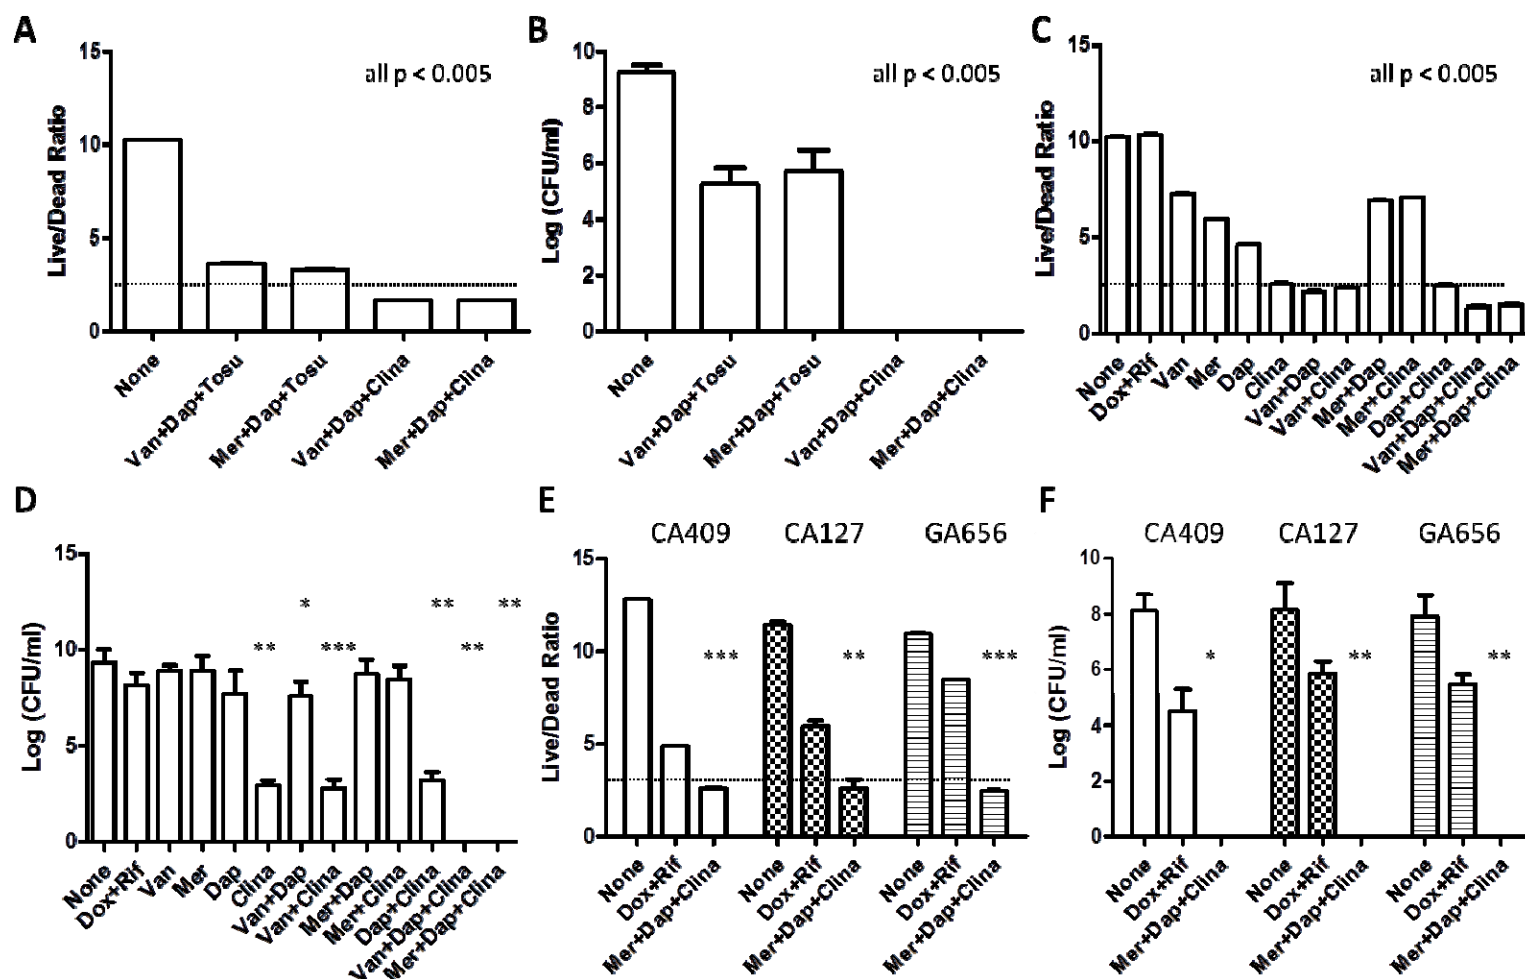 A
15
10
5
0
Live/Dead Ratio
all p < 0.005
None
Van+Dap+Tosu
Mer+Dap+Tosu
Van+Dap+Clina
Mer+Dap+Clina
B
10
8
6
4
2
0
Log (CFU/ml)
all p < 0.005
None
Van+Dap+Tosu
Mer+Dap+Tosu
Van+Dap+Clina
Mer+Dap+Clina
C
15
10
5
0
Live/Dead Ratio
all p < 0.005
None
Dox+Rif
Van
Mer
Dap
Clina
Van+Dap
Van+Clina
Mer+Dap
Mer+Clina
Dap+Clina
Van+Dap+Clina
Mer+Dap+Clina
D
15
10
5
0
Log (CFU/ml)
**
*
***
**
**
**
None
Dox+Rif
Van
Mer
Dap
Clina
Van+Dap
Van+Clina
Mer+Dap
Mer+Clina
Dap+Clina
Van+Dap+Clina
Mer+Dap+Clina
E
CA409 CA127 GA656
15
10
5
0
Live/Dead Ratio
*** ** ***
None
Dox+Rif
Mer+Dap+Clina
None
Dox+Rif
Mer+Dap+Clina
None
Dox+Rif
Mer+Dap+Clina
F
CA409 CA127 GA656
10
8
6
4
2
0
Log (CFU/ml)
* ** **
None
Dox+Rif
Mer+Dap+Clina
None
Dox+Rif
Mer+Dap+Clina
None
Dox+Rif
Mer+Dap+Clina